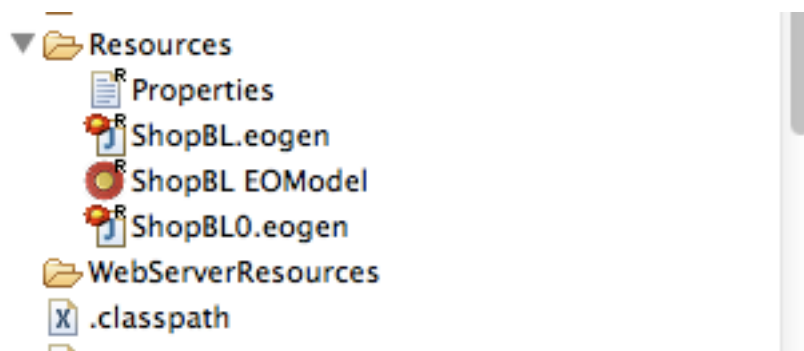 Resources
Properties
ShopBL.eogen
ShopBL EOModel
ShopBL0.eogen
WebServerResources
.classpath